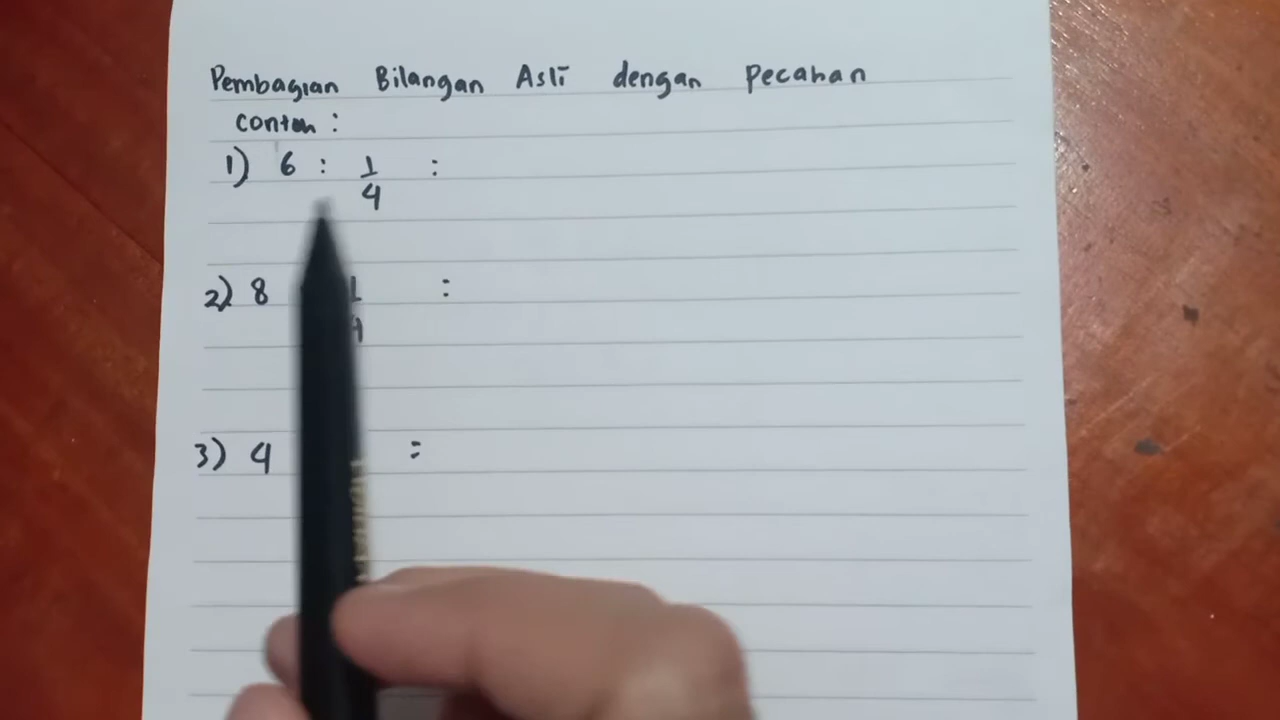 Pembagian Bilangan Asli dengan Pecahan
Contoh :
1) 6 : 1/4 :
2) 8 :
3) 4 =